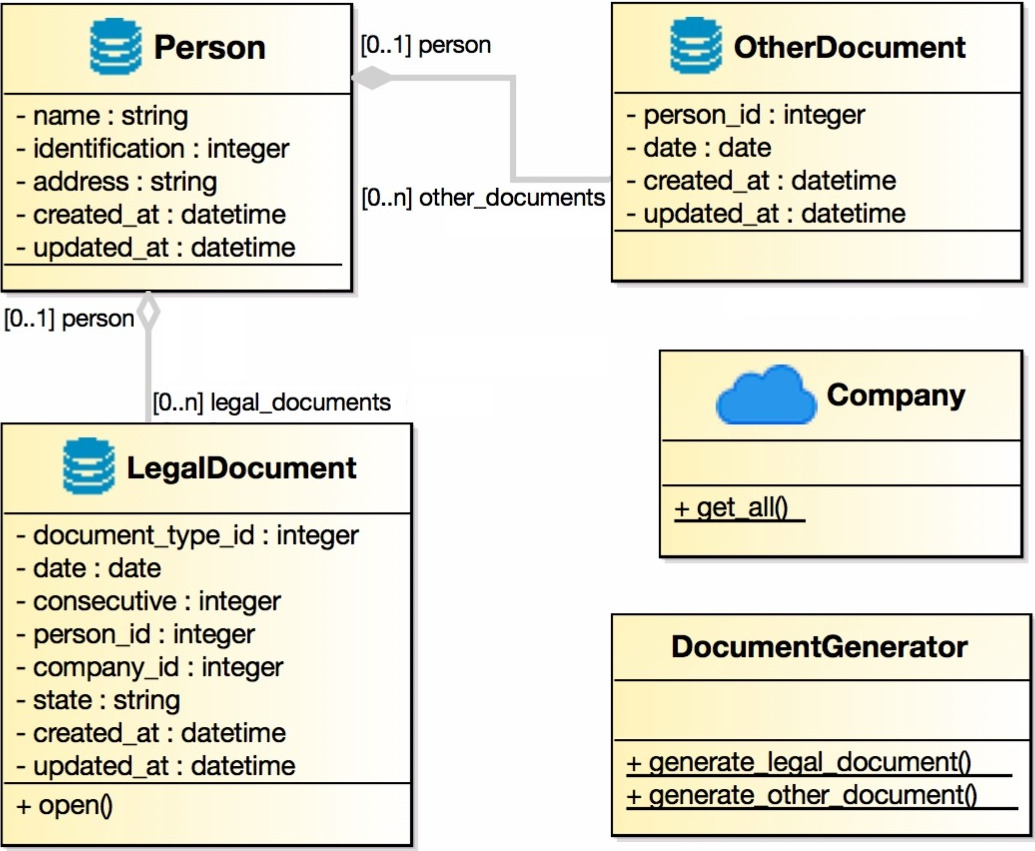 Person
- name : string
- identification : integer
- address : string
- created_at : datetime
- updated_at : datetime
[0..1] person
[0..n] other_documents
OtherDocument
- person_id : integer
- date : date
- created_at : datetime
- updated_at : datetime
[0..1] person
[0..n] legal_documents
LegalDocument
- document_type_id : integer
- date : date
- consecutive : integer
- person_id : integer
- company_id : integer
- state : string
- created_at : datetime
- updated_at : datetime
+ open()
Company
+ get_all()
DocumentGenerator
+ generate_legal_document()
+ generate_other_document()